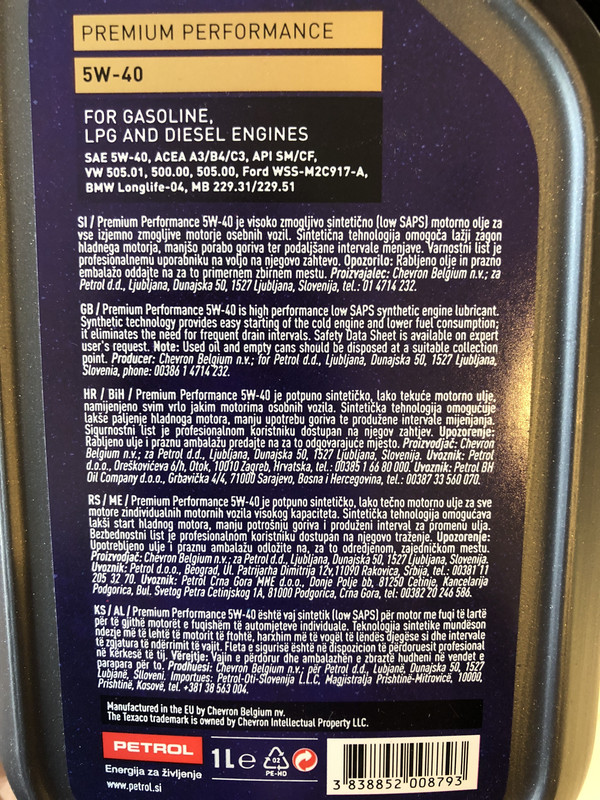 PREMIUM PERFORMANCE
5W-40
FOR GASOLINE,
LPG AND DIESEL ENGINES
SAE 5W-40, ACEA A3/B4/C3, API SM/CF,
VW 505.01, 500.00, 505.00, Ford WSS-M2C917-A,
BMW Longlife-04, MB 229.31/229.51
SI / Premium Performance 5W-40 je visoko zmogljivo sintetično (low SAPS) motorno olje za
vse izjemno zmogljive motorje osebnih vozil. Sintetična tehnologija omogoča lažji zagon
hladnega motorja, manjšo porabo goriva ter podaljšane intervale menjave. Varnostni list je
profesionalnemu uporabniku na voljo na njegovo zahtevo. Opozorilo: Rabljeno olje in prazno
embalažo oddajte na za to primernem zbirnem mestu. Proizvajalec: Chevron Belgium n.v.; za
Petrol d.d., Ljubljana, Dunajska 50, 1527 Ljubljana, Slovenija, tel.: 01 4714 232.
GB / Premium Performance 5W-40 is high performance low SAPS synthetic engine lubricant.
Synthetic technology provides easy starting of the cold engine and lower fuel consumption;
it eliminates the need for frequent drain intervals. Safety Data Sheet is available on expert
user's request. Note: Used oil and empty cans should be disposed at a suitable collection
point. Producer: Chevron Belgium n.v.; for Petrol d.d., Ljubljana, Dunajska 50, 1527 Ljubljana,
Slovenia, phone: 00386 1 4714 232.
HR / BiH / Premium Performance 5W-40 je potpuno sintetičko, lako tekuće motorno ulje,
namijenjeno svim vrlo jakim motorima osobnih vozila. Sintetička tehnologija omogućuje
lakše paljenje hladnoga motora, manju upotrebu goriva te produžene intervale mijenjanja.
Sigurnosni list je profesionalnom korisniku dostupan na njegov zahtjev. Upozorenje:
Rabljeno ulje i praznu ambalažu predajte na za to odgovarajuće mjesto. Proizvođač: Chevron
Belgium n.v.; za Petrol d.d., Ljubljana, Dunajska 50, 1527 Ljubljana, Slovenija. Uvoznik: Petrol
d.o.o., Oreškovićeva 6/h, Otok, 10010 Zagreb, Hrvatska, tel.: 00385 1 66 80 000. Uvoznik: Petrol BH
Oil Company d.o.o., Grbavička 4/4, 71000 Sarajevo, Bosna i Hercegovina, tel.: 00387 33 560 070.
RS / ME / Premium Performance 5W-40 je potpuno sintetičko, lako tečno motorno ulje za sve
motore zindividualnih motornih vozila visokog kapaciteta. Sintetička tehnologija omogućava
lakši start hladnog motora, manju potrošnju goriva i produženi interval za promenu ulja.
Bezbednostni list je profesionalnom korisniku dostupan na njegovo traženje. Upozorenje:
Upotrebljeno ulje i praznu ambalažu odložite na, za to odredjenom, zajedničkom mestu.
Proizvođač: Chevron Belgium n.v.; za Petrol d.d., Ljubljana, Dunajska 50, 1527 Ljubljana, Slovenija.
Uvoznik: Petrol d.o.o., Beograd, Ul. Patrijarha Dimitrija 12v,11090 Rakovica, Srbija, tel.: 00381 11
205 32 70. Uvoznik: Petrol Crna Gora MNE d.o.o., Donje Polje bb, 81250 Cetinje, Kancelarija
Podgorica, Bul. Svetog Petra Cetinjskog 1A, 81000 Podgorica, Crna Gora, tel: 00382 20 246 586.
KS / AL / Premium Performance 5W-40 është vaj sintetik (low SAPS) për motor me fuqi të lartë
për të gjithë motorët e fuqishëm të automjeteve individuale. Teknologjia sintetike mundëson
ndezje më të lehtë të motorit të ftohtë, harxhim më të vogël të lëndës djegëse si dhe intervale
të zgjatura të ndërrimit të vajit. Fleta e sigurisë është në dispozicion të përdoruesit profesional
në kërkesë të tij. Vërejtje: Vajin e përdorur dhe ambalazhën e zbraztë hudheni në vendet e
parapara për to. Prodhuesi: Chevron Belgium n.v.; për Petrol d.d., Lubjanë, Dunajska 50, 1527
Lubjanë, Slloveni. Importues: Petrol-Oti-Slovenija L.L.C, Magjistralja Prishtinë-Mitrovicë, 10000,
Prishtinë, Kosovë, tel. +381 38 563 004.
Manufactured in the EU by Chevron Belgium nv.
The Texaco trademark is owned by Chevron Intellectual Property LLC.
PETROL
Energija za življenje
www.petrol.si
1L e
02
PE-HD
3 838852 008793